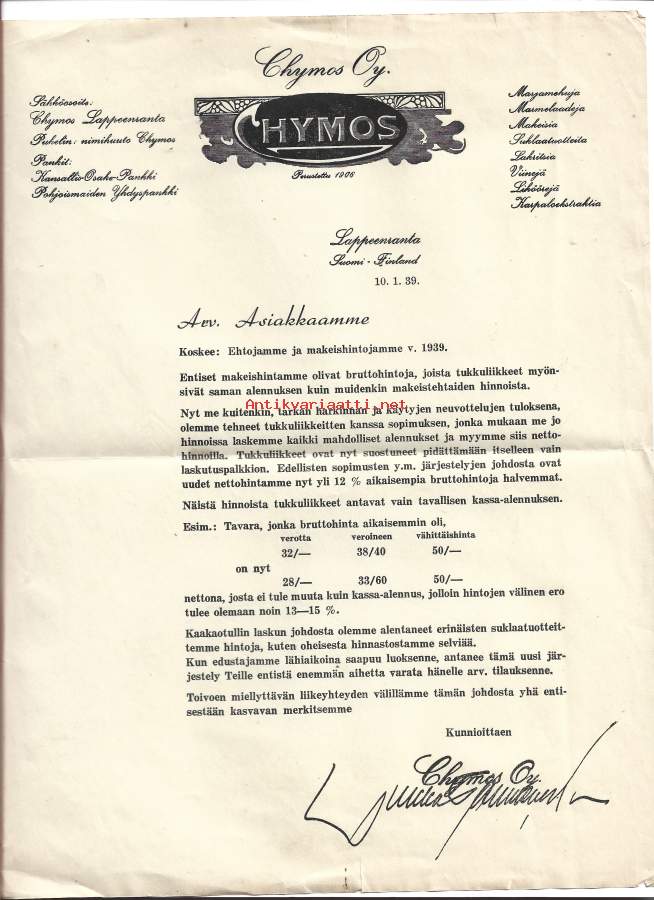 Chymos Oy.
Sähköosoite:
Chymos Lappeenranta
Puhelin: nimihuuto Chymos
Pankit:
Kansallis-Osake-Pankki
Pohjoismaiden Yhdyspankki
CHYMOS
Perustettu 1906
Marjamehuja
Marmelaadeja
Makeisia
Suklaatuotteita
Lakritsia
Viinejä
Liköörejä
Karpaloekstraktia
Lappeenranta
Suomi - Finland
10. 1. 39.
Arv. Asiakkaamme
Koskee: Ehtojamme ja makeishintojamme v. 1939.
Entiset makeishintamme olivat bruttohintoja, joista tukkuliikkeet myön-
sivät saman alennuksen kuin muidenkin makeistehtaiden hinnoista.
Antikvariaatti.net
Nyt me kuitenkin, tarkan harkinnan ja käytyjen neuvottelujen tuloksena,
olemme tehneet tukkuliikkeitten kanssa sopimuksen, jonka mukaan me jo
hinnoissa laskemme kaikki mahdolliset alennukset ja myymme siis netto-
hinnoilla. Tukkuliikkeet ovat nyt suostuneet pidättämään itselleen vain
laskutuspalkkion. Edellisten sopimusten y.m. järjestelyjen johdosta ovat
uudet nettohintamme nyt yli 12 % aikaisempia bruttohintoja halvemmat.
Näistä hinnoista tukkuliikkeet antavat vain tavallisen kassa-alennuksen.
Esim.: Tavara, jonka bruttohinta aikaisemmin oli,
verotta veroineen vähittäishinta
32/— 38/40 50/—
on nyt
28/— 33/60 50/—
nettona, josta ei tule muuta kuin kassa-alennus, jolloin hintojen välinen ero
tulee olemaan noin 13—15 %.
Kaakaotullin laskun johdosta olemme alentaneet erinäisten suklaatuotteit-
temme hintoja, kuten oheisesta hinnastostamme selviää.
Kun edustajamme lähiaikoina saapuu luoksenne, antanee tämä uusi jär-
jestely Teille entistä enemmän aihetta varata hänelle arv. tilauksenne.
Toivoen miellyttävän liikeyhteyden välillämme tämän johdosta yhä enti-
sestään kasvavan merkitsemme
Kunnioittaen
Chymos Oy.